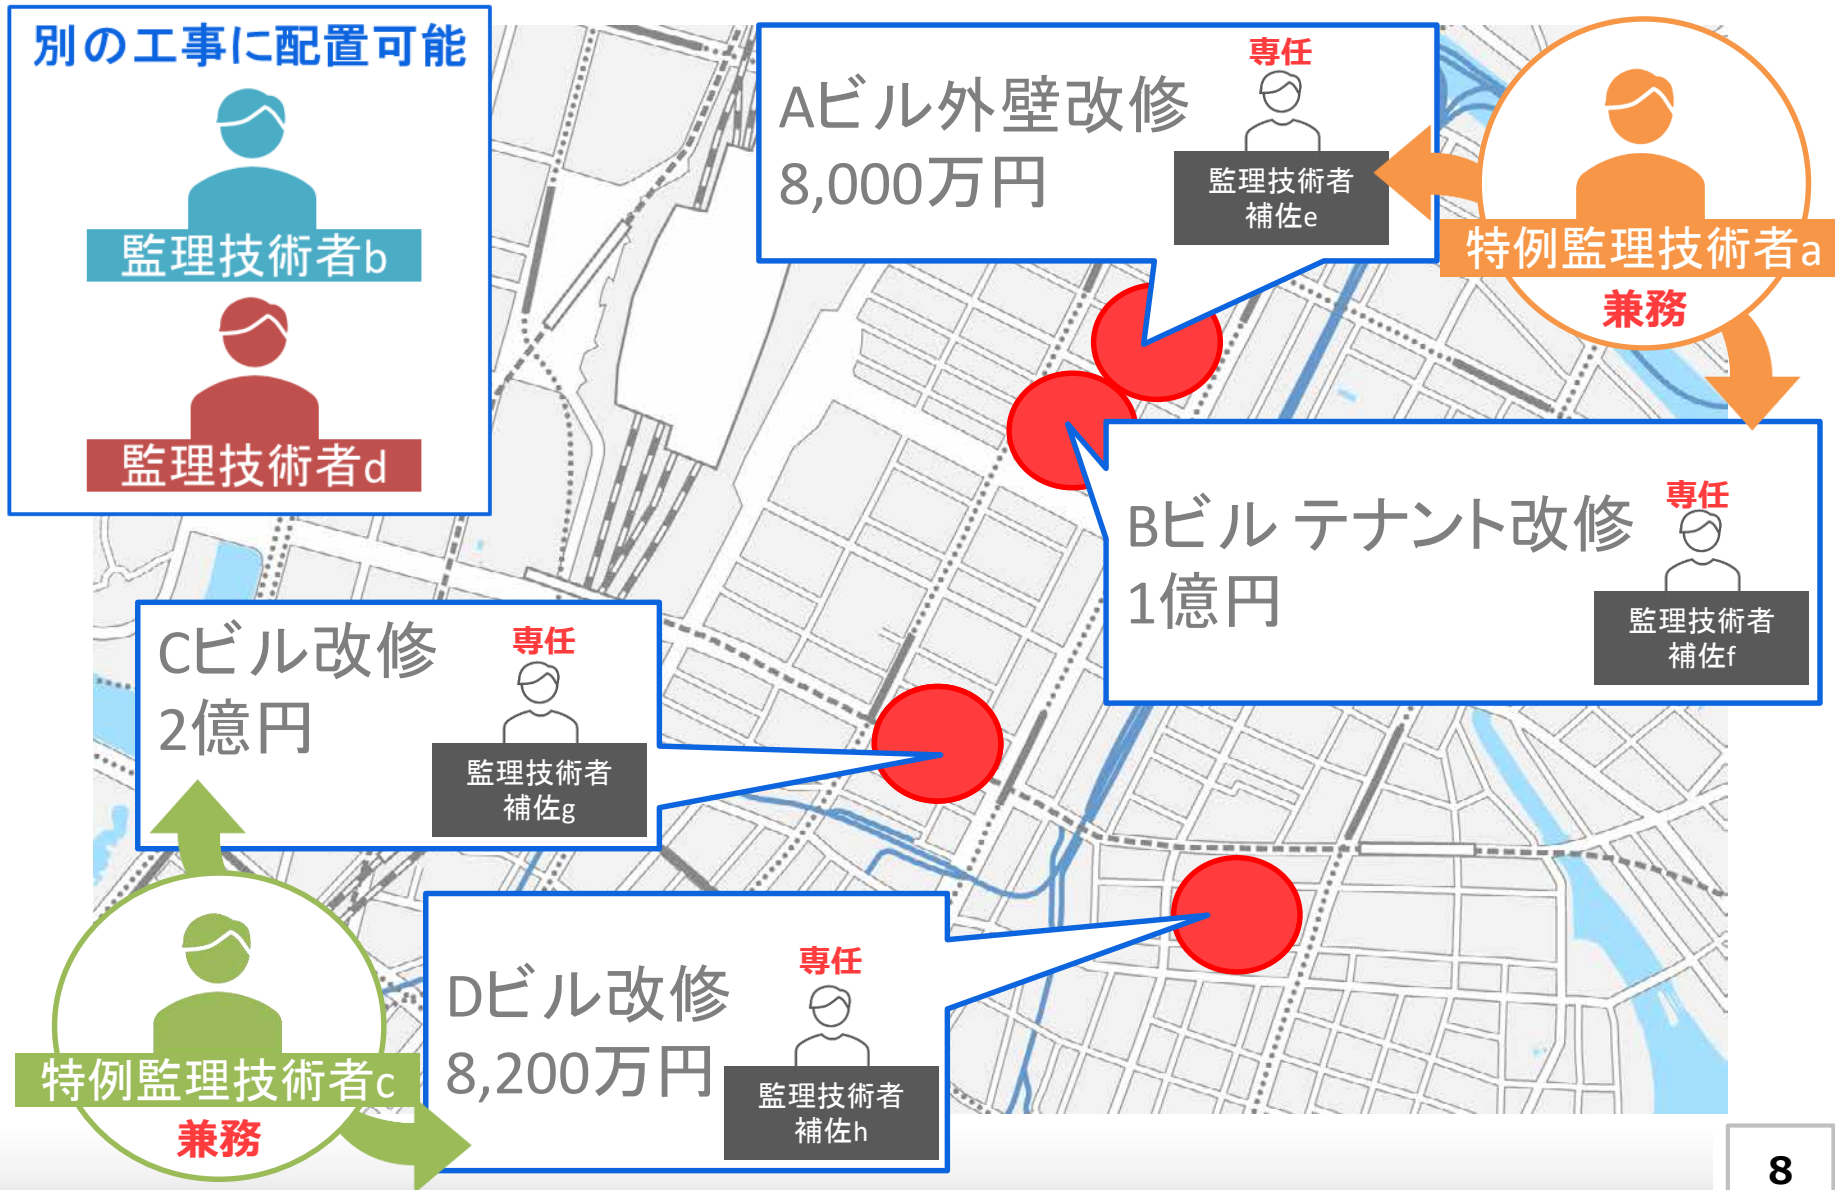 別の工事に配置可能
監理技術者b
監理技術者d
Aビル外壁改修
8,000万円
専任
監理技術者
補佐e
特例監理技術者a
兼務
Bビル テナント改修
1億円
専任
監理技術者
補佐f
Cビル改修
2億円
専任
監理技術者
補佐g
特例監理技術者c
兼務
Dビル改修
8,200万円
専任
監理技術者
補佐h
8